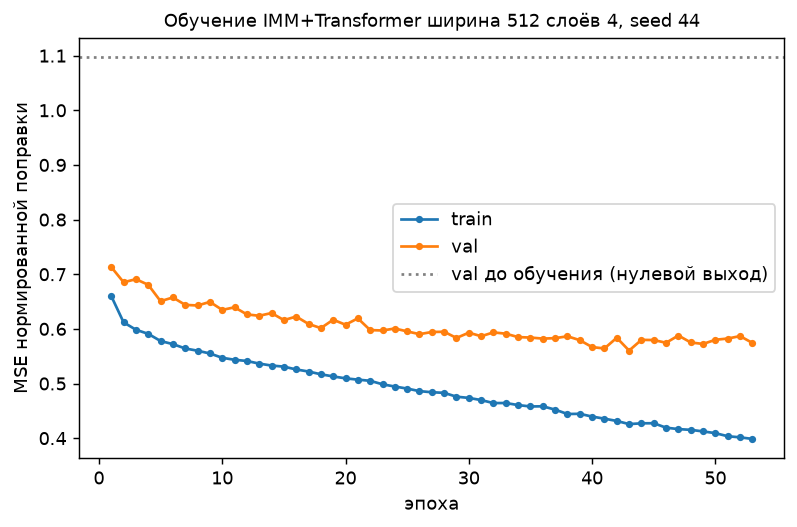 Обучение IMM+Transformer ширина 512 слоёв 4, seed 44
MSE нормированной поправки
1.1
1.0
0.9
0.8
0.7
0.6
0.5
0.4
train
val
val до обучения (нулевой выход)
0 10 20 30 40 50
эпоха